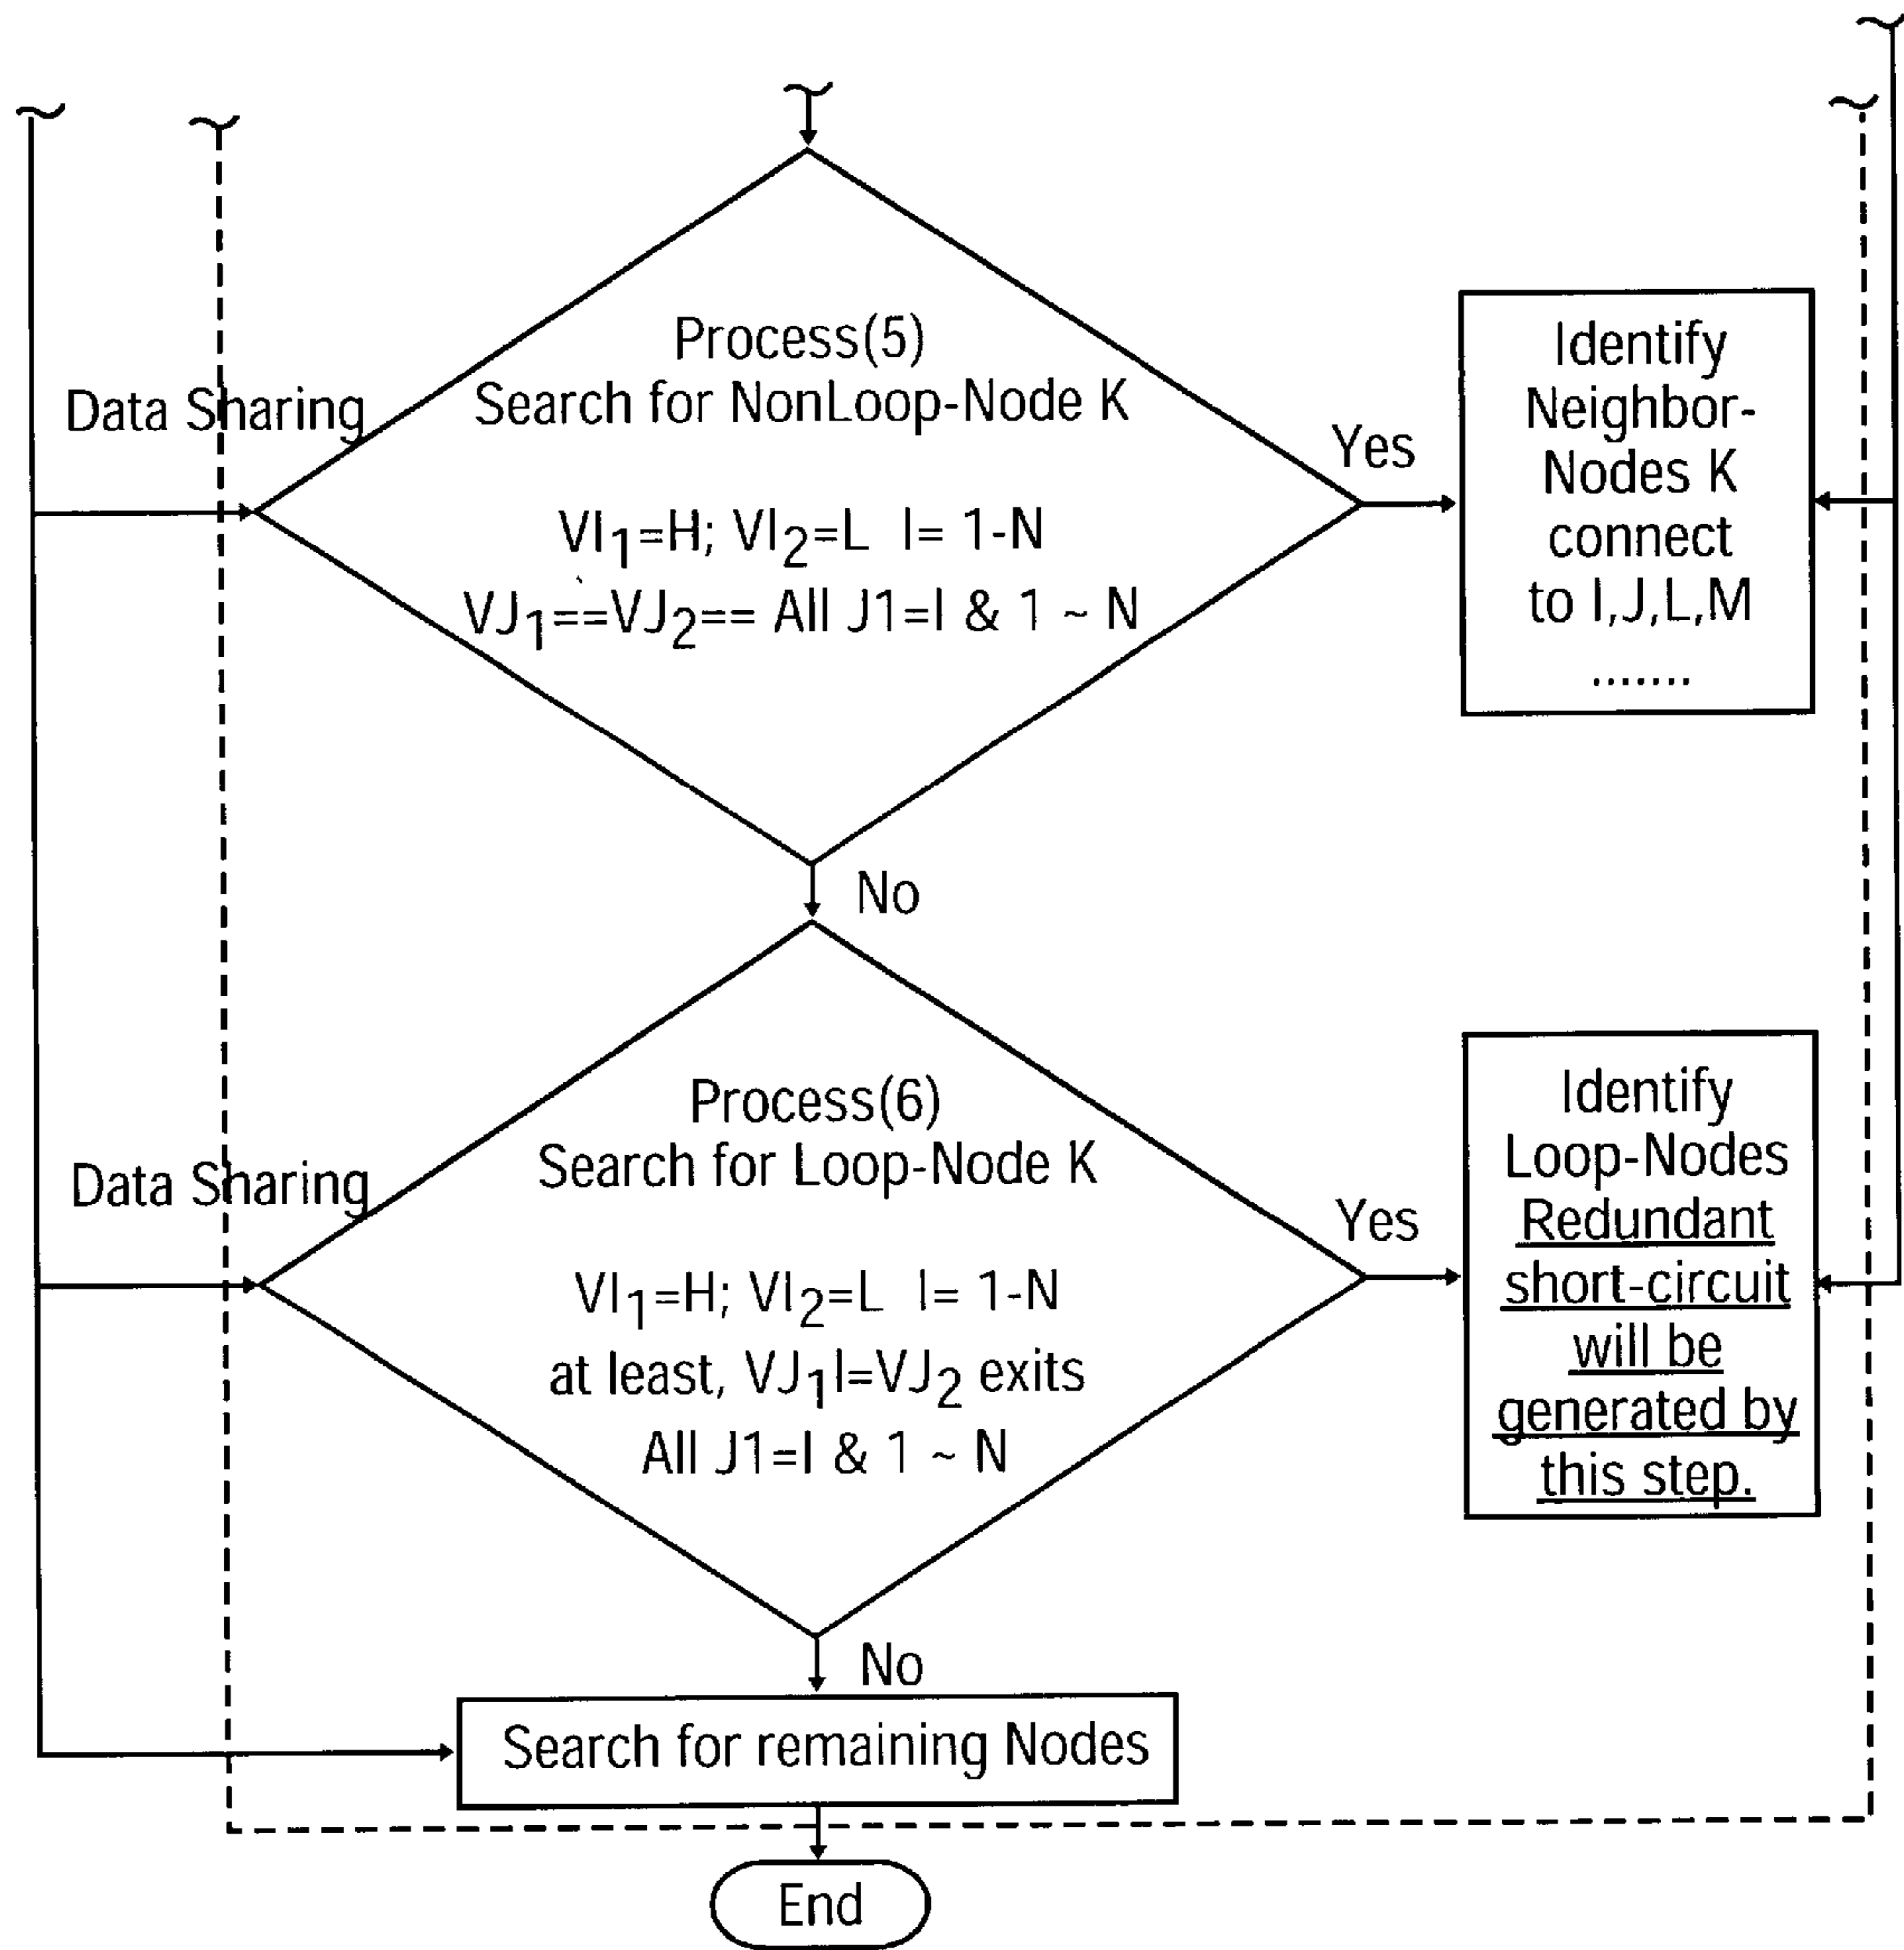 Process(5)
Search for NonLoop-Node K
Data Sharing
VI₁=H; VI₂=L I= 1-N
VJ₁==VJ₂== All J1=I & 1 ~ N
Yes
Identify
Neighbor-
Nodes K
connect
to I,J,L,M
.......
No
Process(6)
Search for Loop-Node K
Data Sharing
VI₁=H; VI₂=L I= 1-N
at least, VJ₁I=VJ₂ exits
All J1=I & 1 ~ N
Yes
Identify
Loop-Nodes
Redundant
short-circuit
will be
generated by
this step.
No
Search for remaining Nodes
End